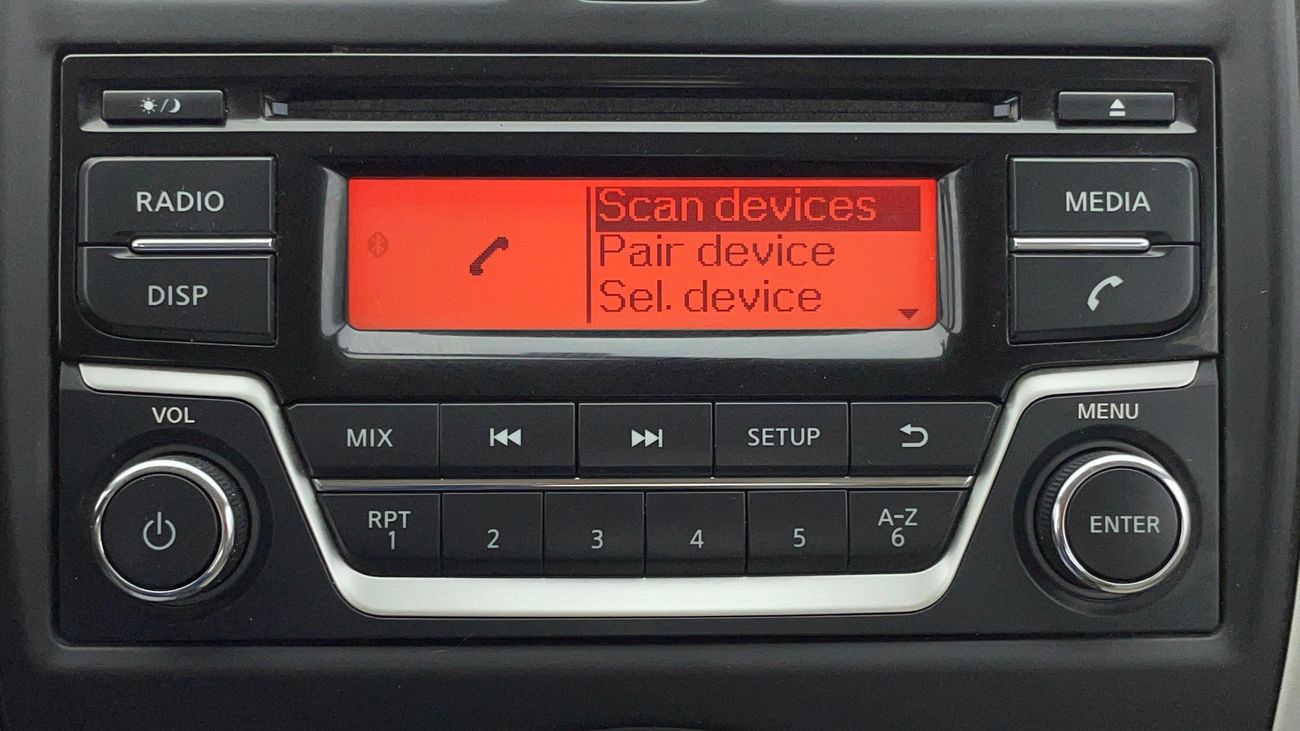 RADIO
MEDIA
DISP
Scan devices
Pair device
Sel. device
VOL
MENU
MIX
SETUP
RPT
1
2
3
4
5
A-Z
6
ENTER